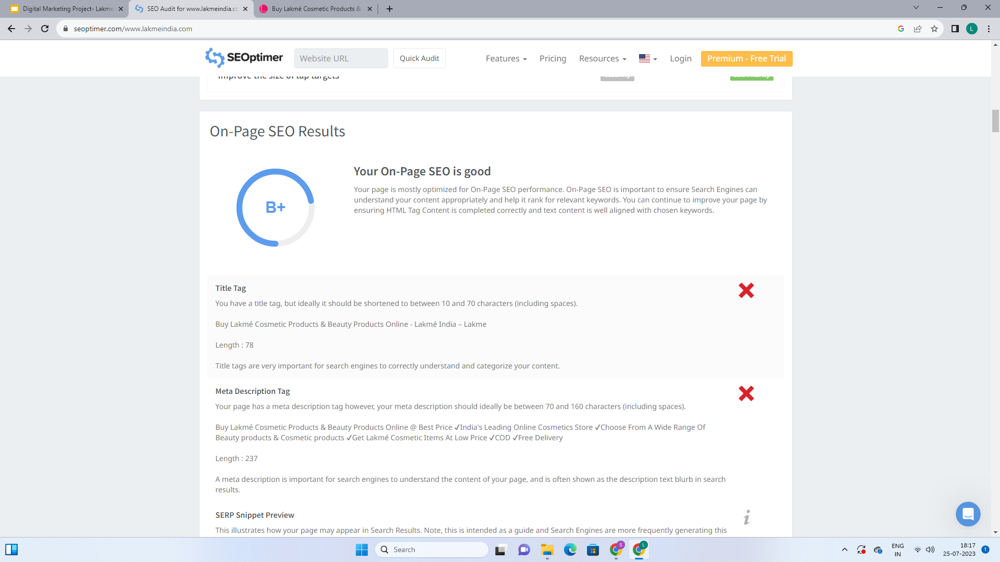 Digital Marketing Project- Lakme
SEO Audit for www.lakmeindia.co
Buy Lakmé Cosmetic Products &
seoptimer.com/www.lakmeindia.com
L
SEOptimer
Website URL
Quick Audit
Features
Pricing
Resources
Login
Premium - Free Trial
Improve the size of tap targets
On-Page SEO Results
B+
Your On-Page SEO is good
Your page is mostly optimized for On-Page SEO performance. On-Page SEO is important to ensure Search Engines can
understand your content appropriately and help it rank for relevant keywords. You can continue to improve your page by
ensuring HTML Tag Content is completed correctly and text content is well aligned with chosen keywords.
Title Tag
You have a title tag, but ideally it should be shortened to between 10 and 70 characters (including spaces).
Buy Lakmé Cosmetic Products & Beauty Products Online - Lakmé India – Lakme
Length : 78
Title tags are very important for search engines to correctly understand and categorize your content.
Meta Description Tag
Your page has a meta description tag however, your meta description should ideally be between 70 and 160 characters (including spaces).
Buy Lakmé Cosmetic Products & Beauty Products Online @ Best Price ✓India's Leading Online Cosmetics Store ✓Choose From A Wide Range Of
Beauty products & Cosmetic products ✓Get Lakmé Cosmetic Items At Low Price ✓COD ✓Free Delivery
Length : 237
A meta description is important for search engines to understand the content of your page, and is often shown as the description text blurb in search
results.
SERP Snippet Preview
i
This illustrates how your page may appear in Search Results. Note, this is intended as a guide and Search Engines are more frequently generating this
Search
S
L
ENG
IN
18:17
25-07-2023
1